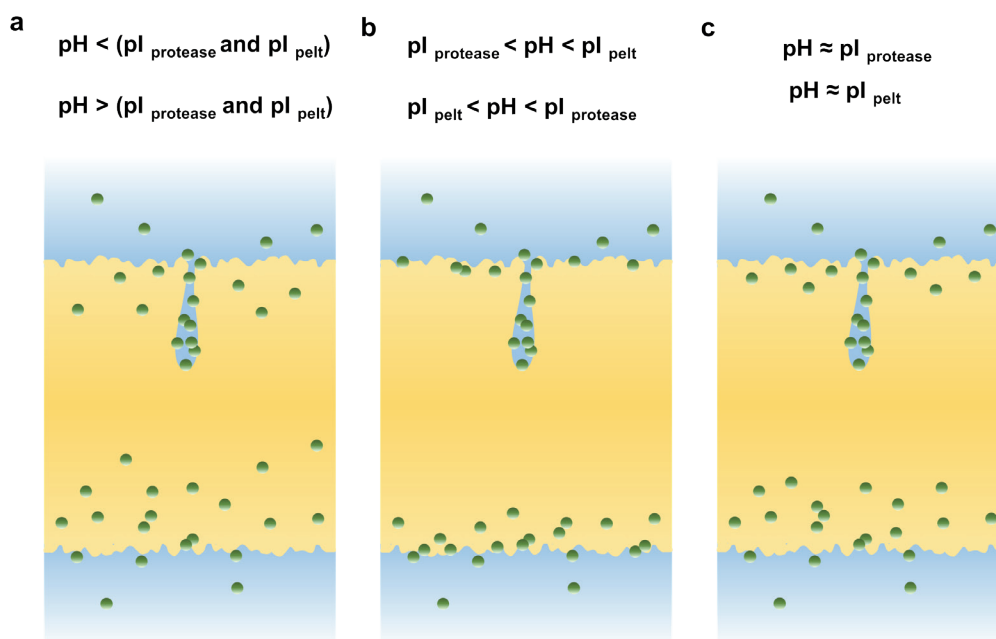 a
pH < (pI protease and pI pelt)
pH > (pI protease and pI pelt)
b
pI protease < pH < pI pelt
pI pelt < pH < pI protease
c
pH ≈ pI protease
pH ≈ pI pelt